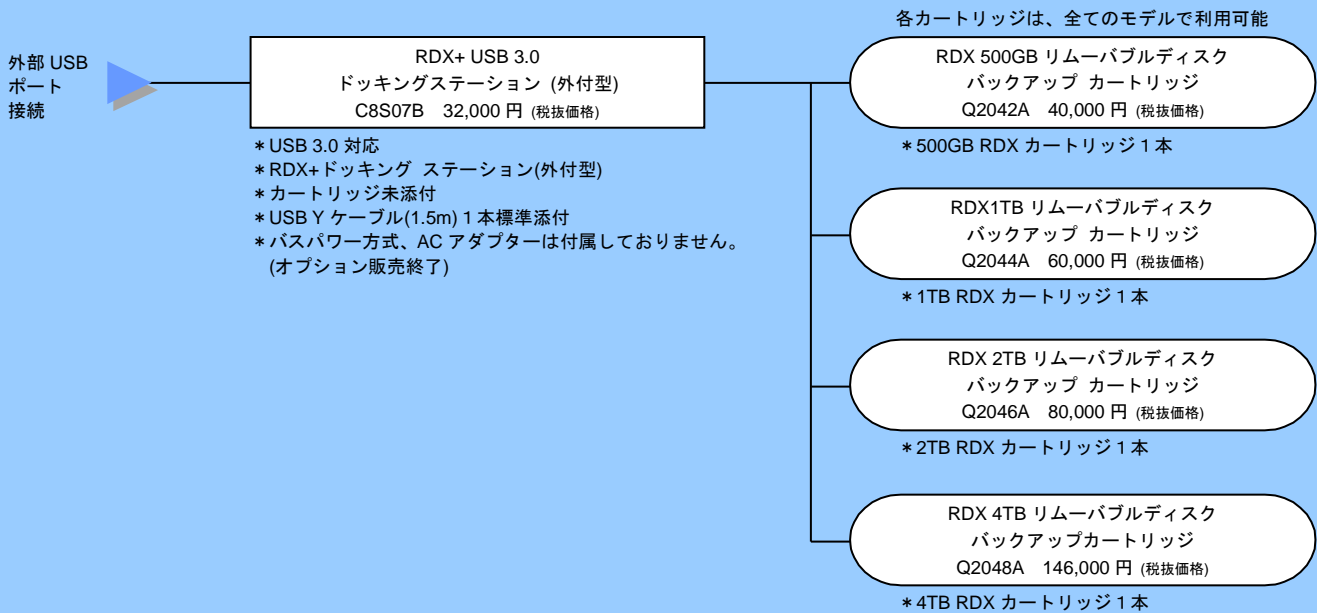 外部 USB
ポート
接続
RDX+ USB 3.0
ドッキングステーション (外付型)
C8S07B 32,000 円 (税抜価格)
＊USB 3.0 対応
＊RDX+ドッキング ステーション(外付型)
＊カートリッジ未添付
＊USB Y ケーブル(1.5m) 1 本標準添付
＊バスパワー方式、AC アダプターは付属しておりません。
(オプション販売終了)
各カートリッジは、全てのモデルで利用可能
RDX 500GB リムーバブルディスク
バックアップ カートリッジ
Q2042A 40,000 円 (税抜価格)
＊500GB RDX カートリッジ 1 本
RDX1TB リムーバブルディスク
バックアップ カートリッジ
Q2044A 60,000 円 (税抜価格)
＊1TB RDX カートリッジ 1 本
RDX 2TB リムーバブルディスク
バックアップ カートリッジ
Q2046A 80,000 円 (税抜価格)
＊2TB RDX カートリッジ 1 本
RDX 4TB リムーバブルディスク
バックアップカートリッジ
Q2048A 146,000 円 (税抜価格)
＊4TB RDX カートリッジ 1 本